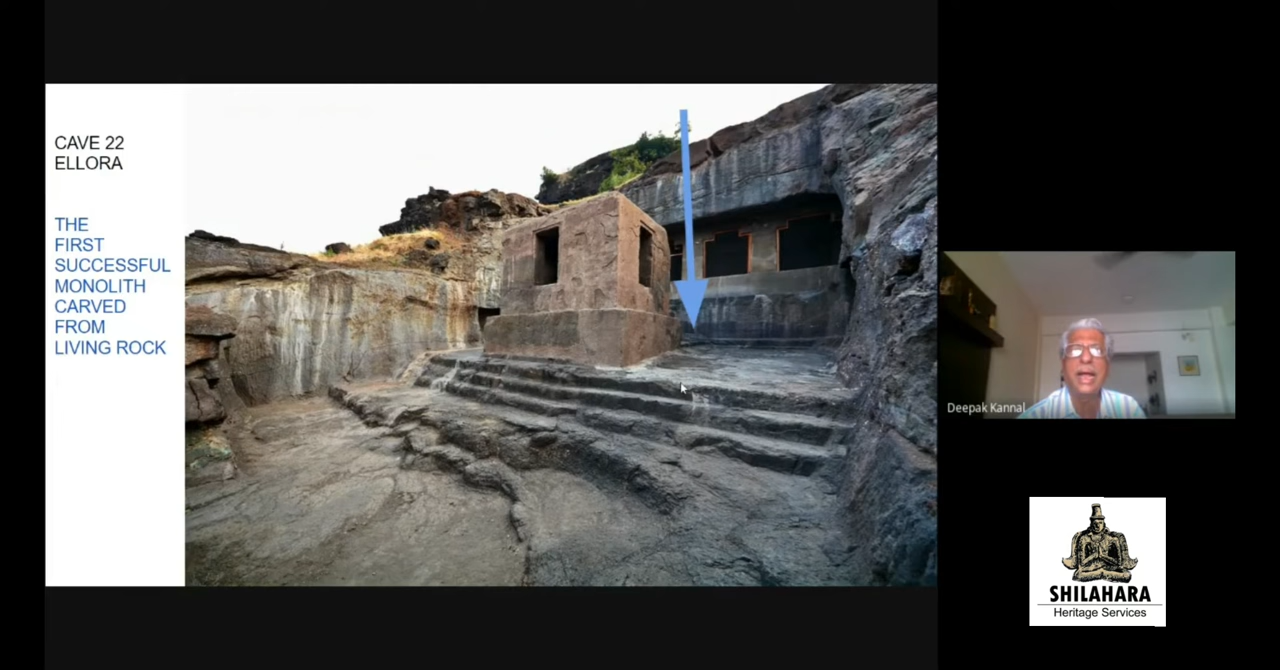 CAVE 22
ELLORA
THE
FIRST
SUCCESSFUL
MONOLITH
CARVED
FROM
LIVING ROCK
Deepak Kannal
SHILAHARA
Heritage Services